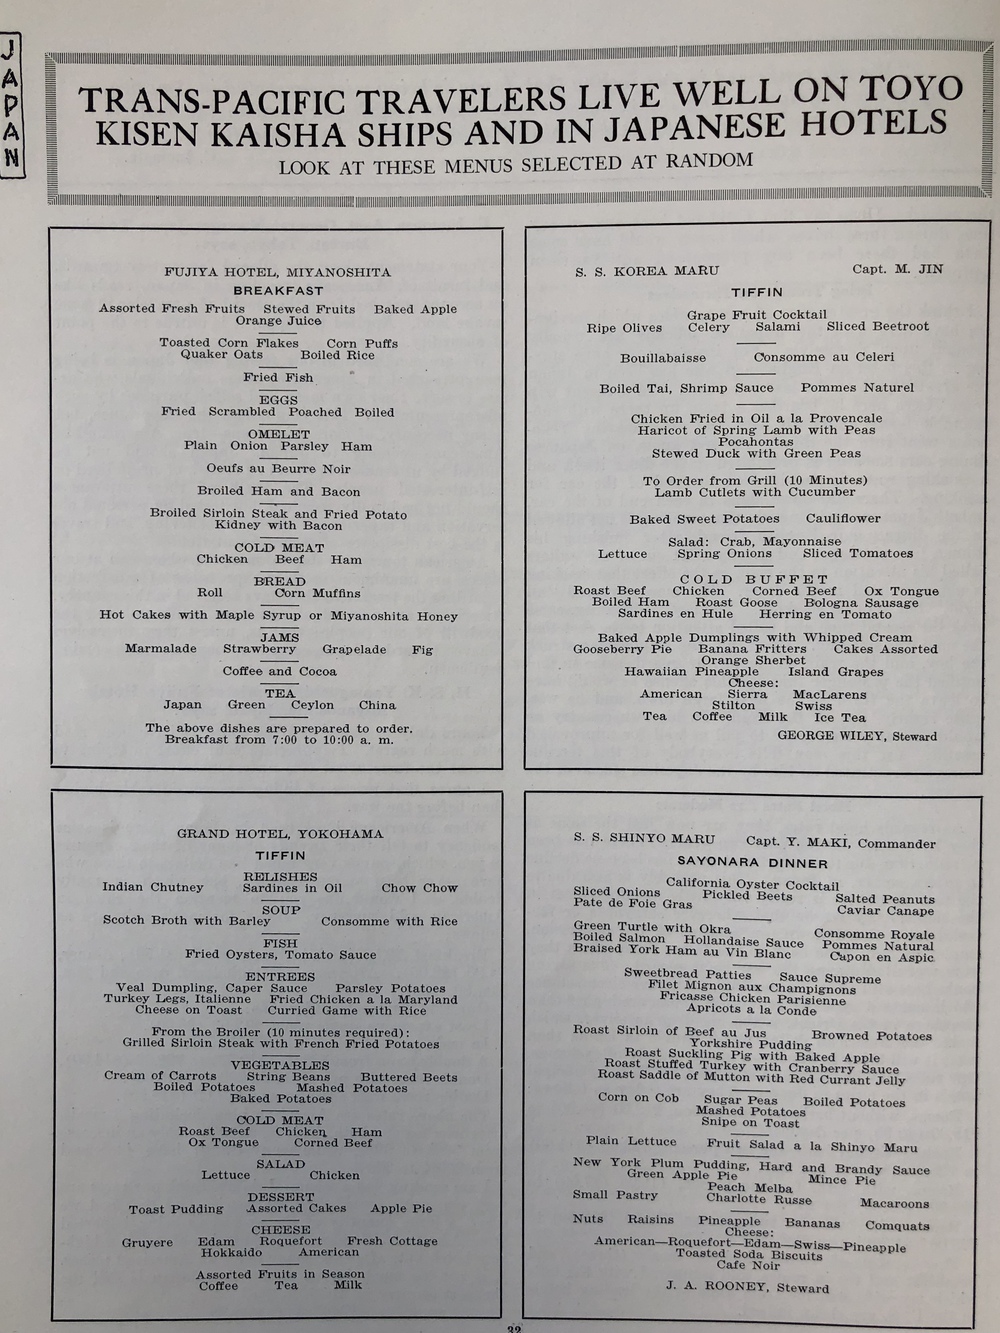 JAPAN
TRANS-PACIFIC TRAVELERS LIVE WELL ON TOYO
KISEN KAISHA SHIPS AND IN JAPANESE HOTELS
LOOK AT THESE MENUS SELECTED AT RANDOM
FUJIYA HOTEL, MIYANOSHITA
BREAKFAST
Assorted Fresh Fruits Stewed Fruits Baked Apple
Orange Juice
Toasted Corn Flakes Corn Puffs
Quaker Oats Boiled Rice
Fried Fish
EGGS
Fried Scrambled Poached Boiled
OMELET
Plain Onion Parsley Ham
Oeufs au Beurre Noir
Broiled Ham and Bacon
Broiled Sirloin Steak and Fried Potato
Kidney with Bacon
COLD MEAT
Chicken Beef Ham
BREAD
Roll Corn Muffins
Hot Cakes with Maple Syrup or Miyanoshita Honey
JAMS
Marmalade Strawberry Grapelade Fig
Coffee and Cocoa
TEA
Japan Green Ceylon China
The above dishes are prepared to order.
Breakfast from 7:00 to 10:00 a. m.
S. S. KOREA MARU Capt. M. JIN
TIFFIN
Grape Fruit Cocktail
Ripe Olives Celery Salami Sliced Beetroot
Bouillabaisse Consomme au Celeri
Boiled Tai, Shrimp Sauce Pommes Naturel
Chicken Fried in Oil a la Provencale
Haricot of Spring Lamb with Peas
Pocahontas
Stewed Duck with Green Peas
To Order from Grill (10 Minutes)
Lamb Cutlets with Cucumber
Baked Sweet Potatoes Cauliflower
Salad: Crab, Mayonnaise
Lettuce Spring Onions Sliced Tomatoes
COLD BUFFET
Roast Beef Chicken Corned Beef Ox Tongue
Boiled Ham Roast Goose Bologna Sausage
Sardines en Hule Herring en Tomato
Baked Apple Dumplings with Whipped Cream
Gooseberry Pie Banana Fritters Cakes Assorted
Orange Sherbet
Hawaiian Pineapple Island Grapes
Cheese:
American Sierra MacLarens
Stilton Swiss
Tea Coffee Milk Ice Tea
GEORGE WILEY, Steward
GRAND HOTEL, YOKOHAMA
TIFFIN
RELISHES
Indian Chutney Sardines in Oil Chow Chow
SOUP
Scotch Broth with Barley Consomme with Rice
FISH
Fried Oysters, Tomato Sauce
ENTREES
Veal Dumpling, Caper Sauce Parsley Potatoes
Turkey Legs, Italienne Fried Chicken a la Maryland
Cheese on Toast Curried Game with Rice
From the Broiler (10 minutes required):
Grilled Sirloin Steak with French Fried Potatoes
VEGETABLES
Cream of Carrots String Beans Buttered Beets
Boiled Potatoes Mashed Potatoes
Baked Potatoes
COLD MEAT
Roast Beef Chicken Ham
Ox Tongue Corned Beef
SALAD
Lettuce Chicken
DESSERT
Toast Pudding Assorted Cakes Apple Pie
CHEESE
Gruyere Edam Roquefort Fresh Cottage
Hokkaido American
Assorted Fruits in Season
Coffee Tea Milk
S. S. SHINYO MARU Capt. Y. MAKI, Commander
SAYONARA DINNER
California Oyster Cocktail
Sliced Onions Pickled Beets Salted Peanuts
Pate de Foie Gras Caviar Canape
Green Turtle with Okra Consomme Royale
Boiled Salmon Hollandaise Sauce Pommes Natural
Braised York Ham au Vin Blanc Capon en Aspic
Sweetbread Patties Sauce Supreme
Filet Mignon aux Champignons
Fricasse Chicken Parisienne
Apricots a la Conde
Roast Sirloin of Beef au Jus Browned Potatoes
Yorkshire Pudding
Roast Suckling Pig with Baked Apple
Roast Stuffed Turkey with Cranberry Sauce
Roast Saddle of Mutton with Red Currant Jelly
Corn on Cob Sugar Peas Boiled Potatoes
Mashed Potatoes
Snipe on Toast
Plain Lettuce Fruit Salad a la Shinyo Maru
New York Plum Pudding, Hard and Brandy Sauce
Green Apple Pie Mince Pie
Peach Melba
Small Pastry Charlotte Russe Macaroons
Nuts Raisins Pineapple Bananas Comquats
Cheese:
American—Roquefort—Edam—Swiss—Pineapple
Toasted Soda Biscuits
Cafe Noir
J. A. ROONEY, Steward